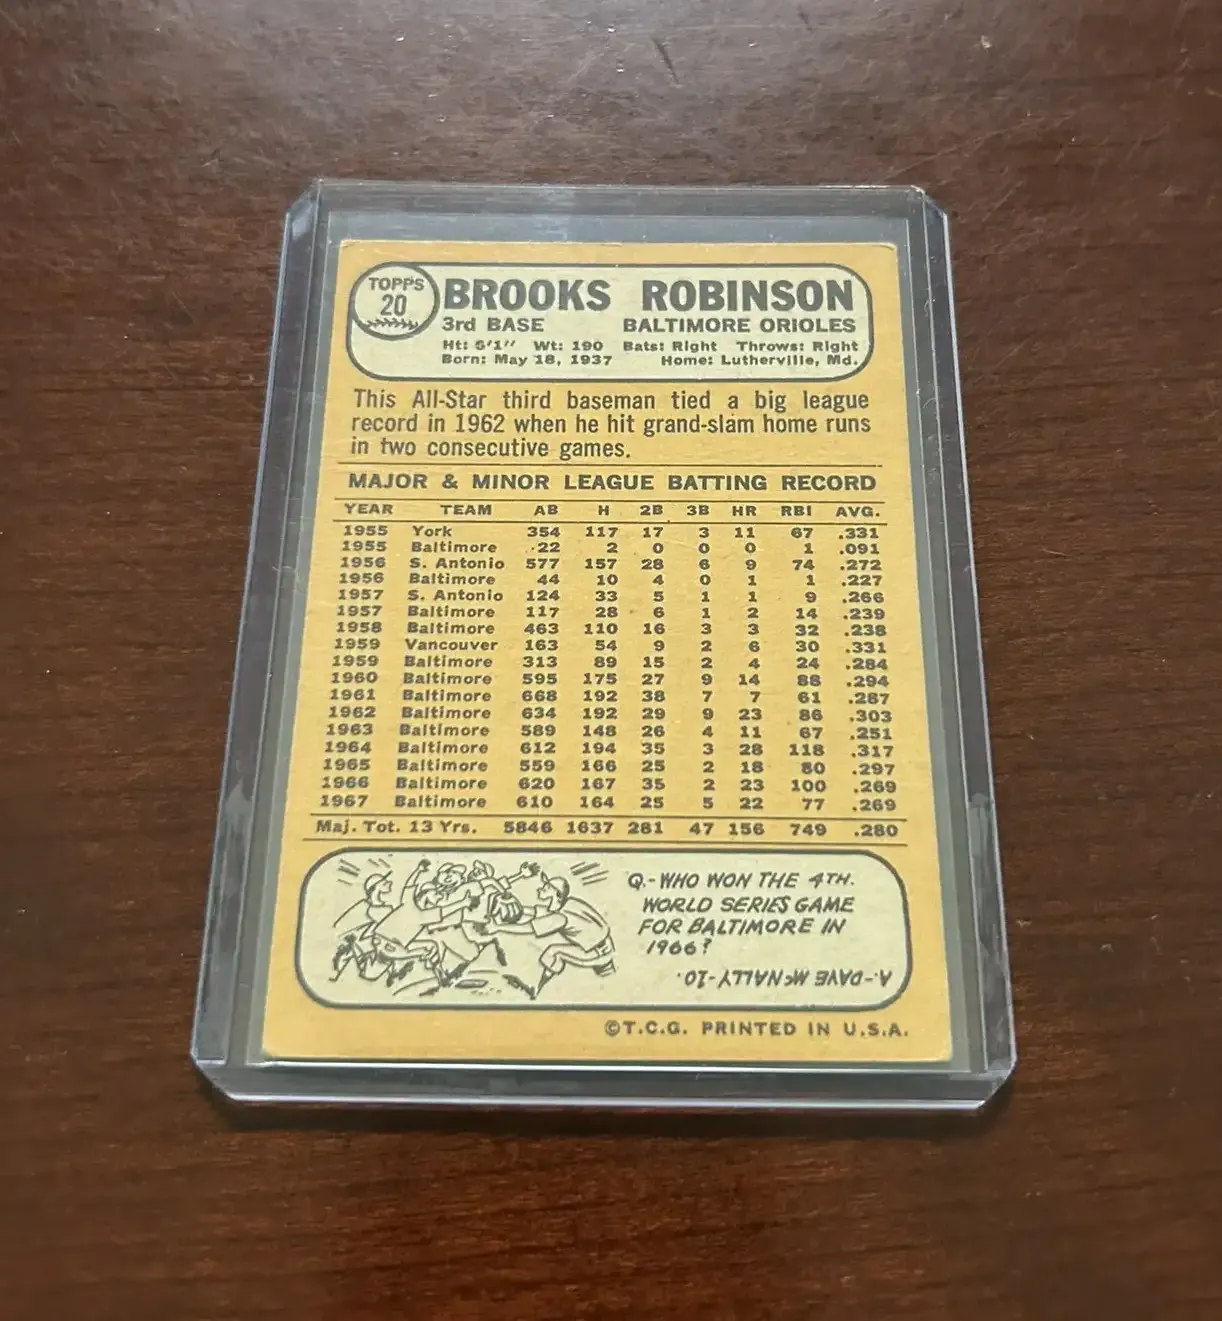 TOPPS
20
BROOKS ROBINSON
3rd BASE BALTIMORE ORIOLES
Ht: 6'1" Wt: 190 Bats: Right Throws: Right
Born: May 18, 1937 Home: Lutherville, Md.
This All-Star third baseman tied a big league
record in 1962 when he hit grand-slam home runs
in two consecutive games.
MAJOR & MINOR LEAGUE BATTING RECORD
YEAR TEAM AB H 2B 3B HR RBI AVG.
1955 York 354 117 17 3 11 67 .331
1955 Baltimore 22 2 0 0 0 1 .091
1956 S. Antonio 577 157 28 6 9 74 .272
1956 Baltimore 44 10 4 0 1 1 .227
1957 S. Antonio 124 33 5 1 1 9 .266
1957 Baltimore 117 28 6 1 2 14 .239
1958 Baltimore 463 110 16 3 3 32 .238
1959 Vancouver 163 54 9 2 6 30 .331
1959 Baltimore 313 89 15 2 4 24 .284
1960 Baltimore 595 175 27 9 14 88 .294
1961 Baltimore 668 192 38 7 7 61 .287
1962 Baltimore 634 192 29 9 23 86 .303
1963 Baltimore 589 148 26 4 11 67 .251
1964 Baltimore 612 194 35 3 28 118 .317
1965 Baltimore 559 166 25 2 18 80 .297
1966 Baltimore 620 167 35 2 23 100 .269
1967 Baltimore 610 164 25 5 22 77 .269
Maj. Tot. 13 Yrs. 5846 1637 281 47 156 749 .280
Q.-WHO WON THE 4TH.
WORLD SERIES GAME
FOR BALTIMORE IN
1966?
A.-DAVE McNALLY-10.
©T.C.G. PRINTED IN U.S.A.